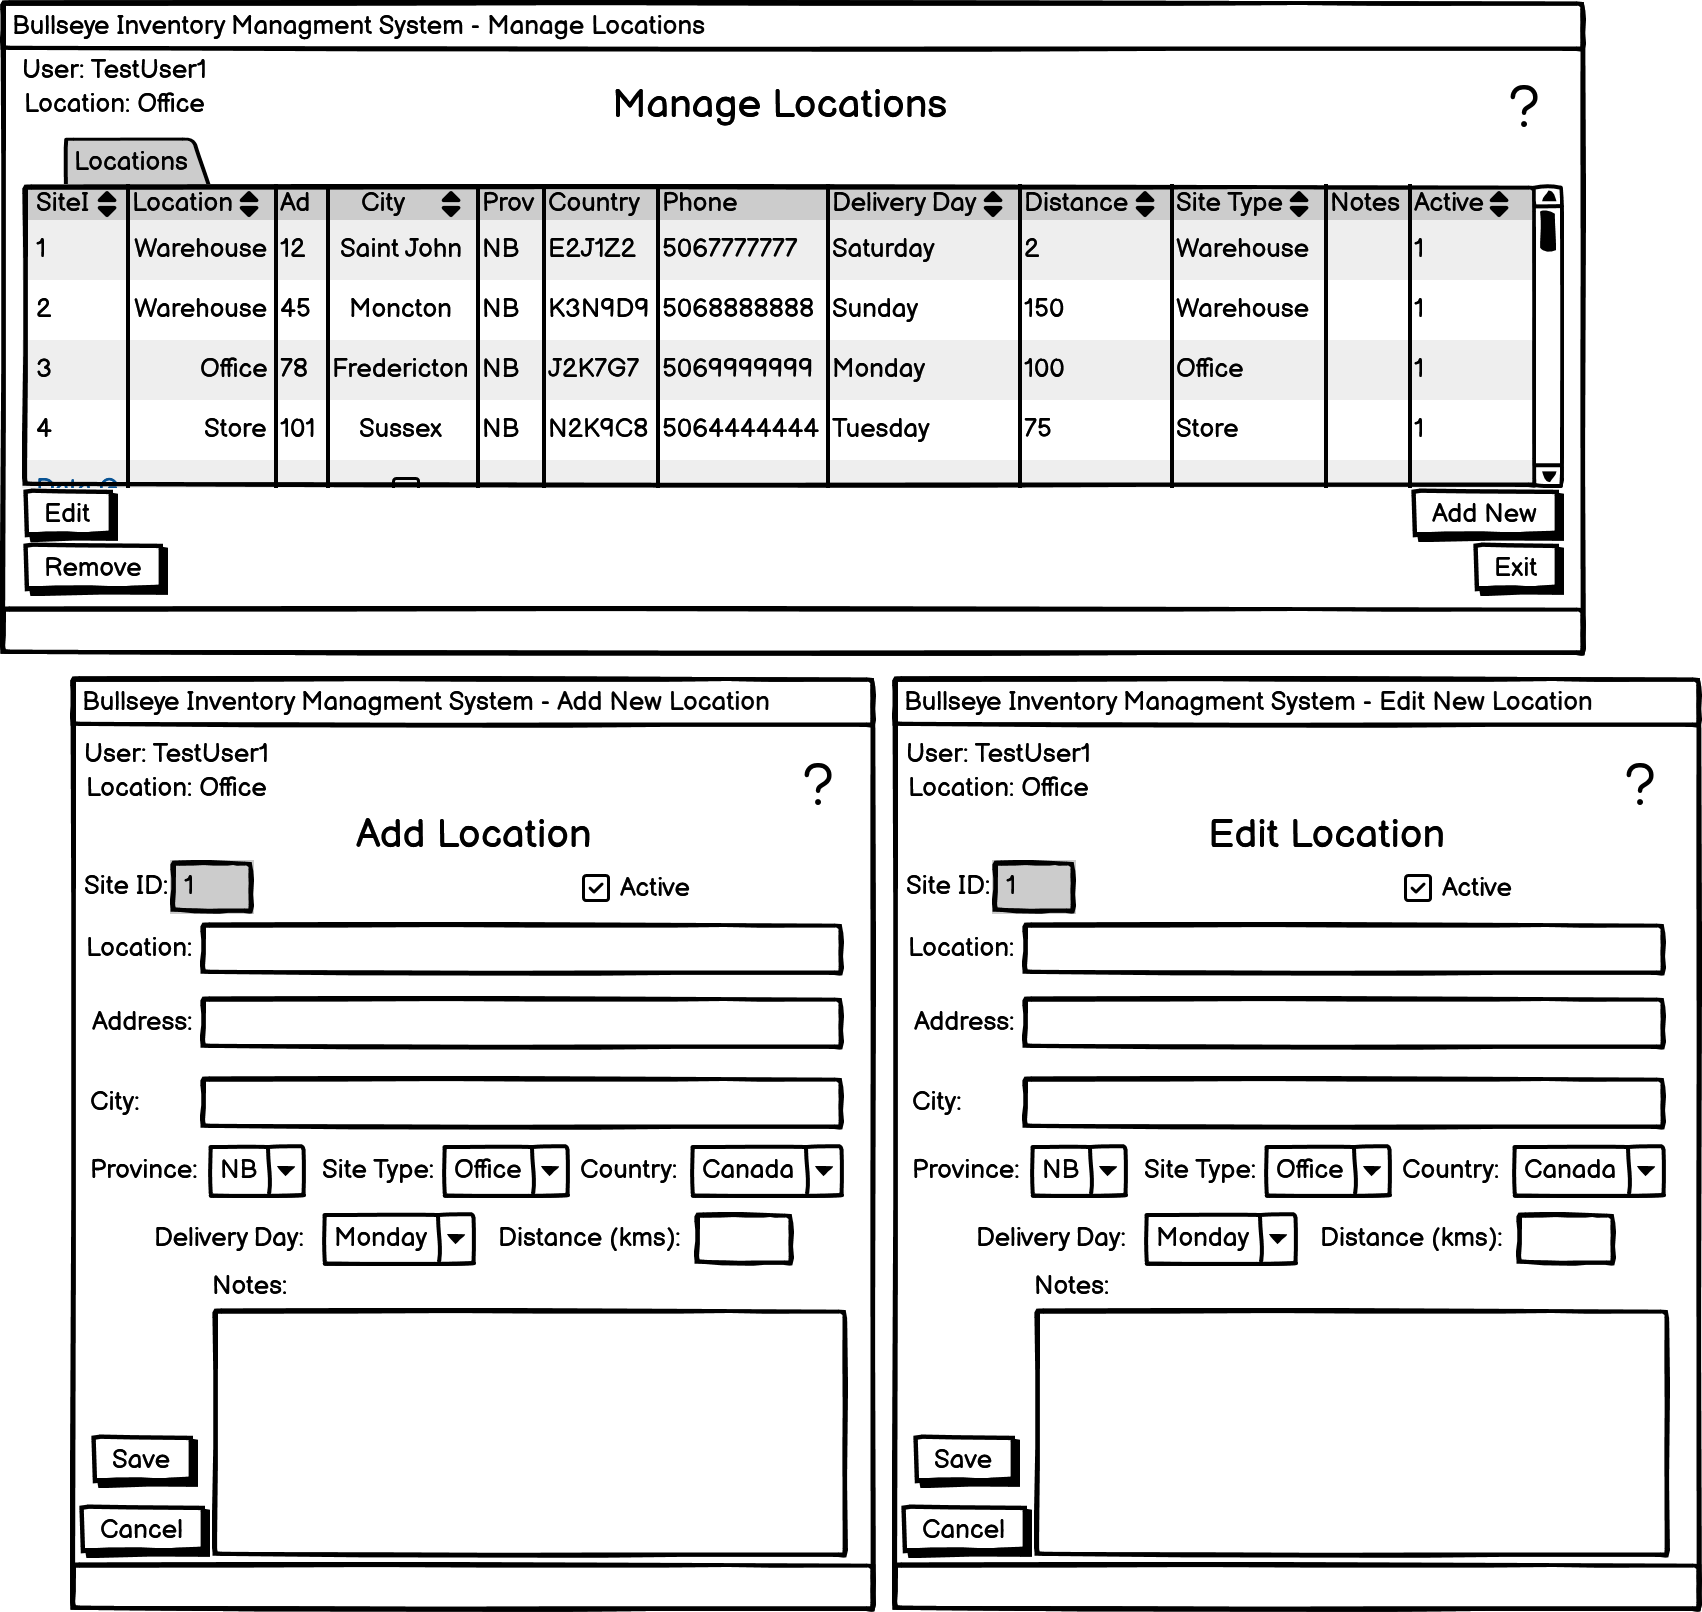 Bullseye Inventory Managment System - Manage Locations
User: TestUser1
Location: Office
Manage Locations
?
Locations
SiteI Location Ad City Prov Country Phone Delivery Day Distance Site Type Notes Active
1 Warehouse 12 Saint John NB E2J1Z2 5067777777 Saturday 2 Warehouse 1
2 Warehouse 45 Moncton NB K3N9D9 5068888888 Sunday 150 Warehouse 1
3 Office 78 Fredericton NB J2K7G7 5069999999 Monday 100 Office 1
4 Store 101 Sussex NB N2K9C8 5064444444 Tuesday 75 Store 1
Edit
Add New
Remove
Exit
Bullseye Inventory Managment System - Add New Location
User: TestUser1
Location: Office
?
Add Location
Site ID: 1
Active
Location:
Address:
City:
Province: NB Site Type: Office Country: Canada
Delivery Day: Monday Distance (kms):
Notes:
Save
Cancel
Bullseye Inventory Managment System - Edit New Location
User: TestUser1
Location: Office
?
Edit Location
Site ID: 1
Active
Location:
Address:
City:
Province: NB Site Type: Office Country: Canada
Delivery Day: Monday Distance (kms):
Notes:
Save
Cancel